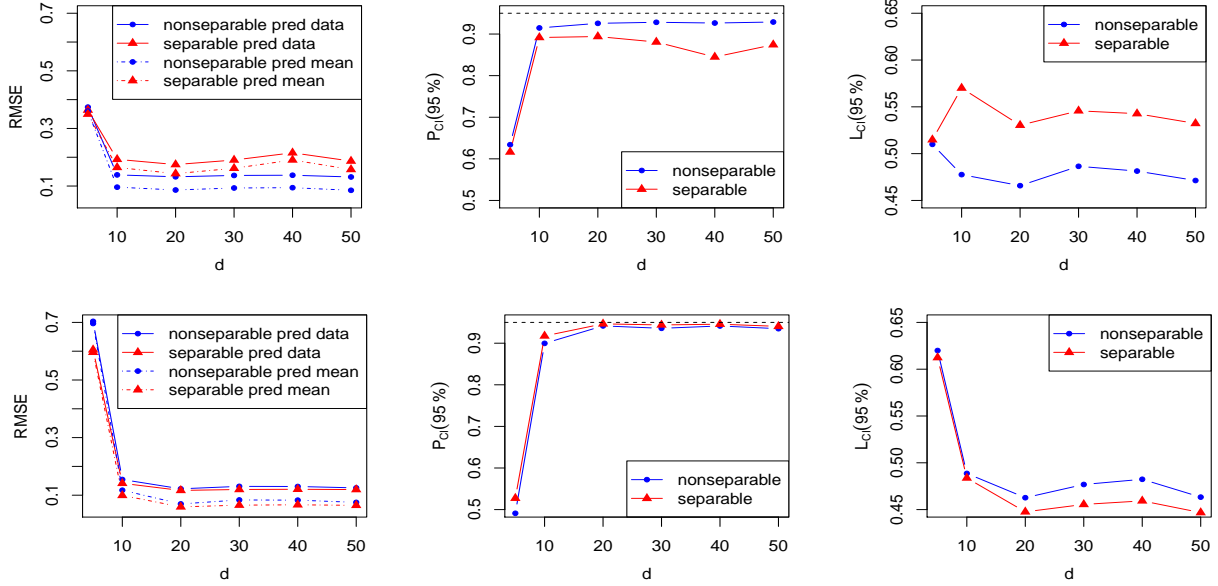 RMSE
0.1
0.3
0.5
0.7
nonseparable pred data
separable pred data
nonseparable pred mean
separable pred mean
10 20 30 40 50
d
P_CI(95 %)
0.5 0.6 0.7 0.8 0.9
nonseparable
separable
10 20 30 40 50
d
L_CI(95 %)
0.45 0.50 0.55 0.60 0.65
nonseparable
separable
10 20 30 40 50
d
RMSE
0.1
0.3
0.5
0.7
nonseparable pred data
separable pred data
nonseparable pred mean
separable pred mean
10 20 30 40 50
d
P_CI(95 %)
0.5 0.6 0.7 0.8 0.9
nonseparable
separable
10 20 30 40 50
d
L_CI(95 %)
0.45 0.50 0.55 0.60 0.65
nonseparable
separable
10 20 30 40 50
d